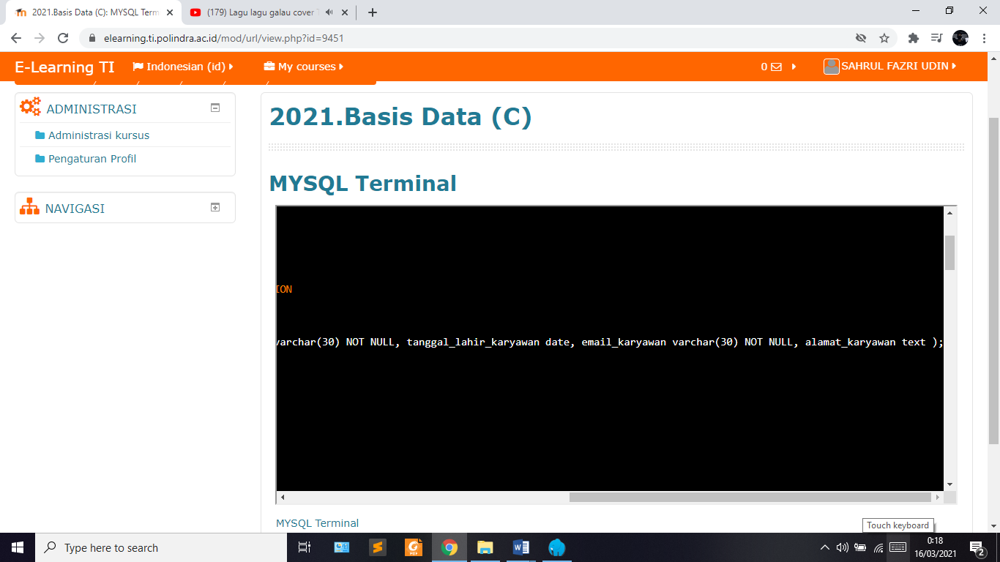 2021.Basis Data (C): MYSQL Term
(179) Lagu lagu galau cover
elearning.ti.polindra.ac.id/mod/url/view.php?id=9451
E-Learning TI
Indonesian (id)
My courses
0
SAHRUL FAZRI UDIN
ADMINISTRASI
Administrasi kursus
Pengaturan Profil
NAVIGASI
2021.Basis Data (C)
MYSQL Terminal
ION
varchar(30) NOT NULL, tanggal_lahir_karyawan date, email_karyawan varchar(30) NOT NULL, alamat_karyawan text );
MYSQL Terminal
Touch keyboard
Type here to search
0:18
16/03/2021
2